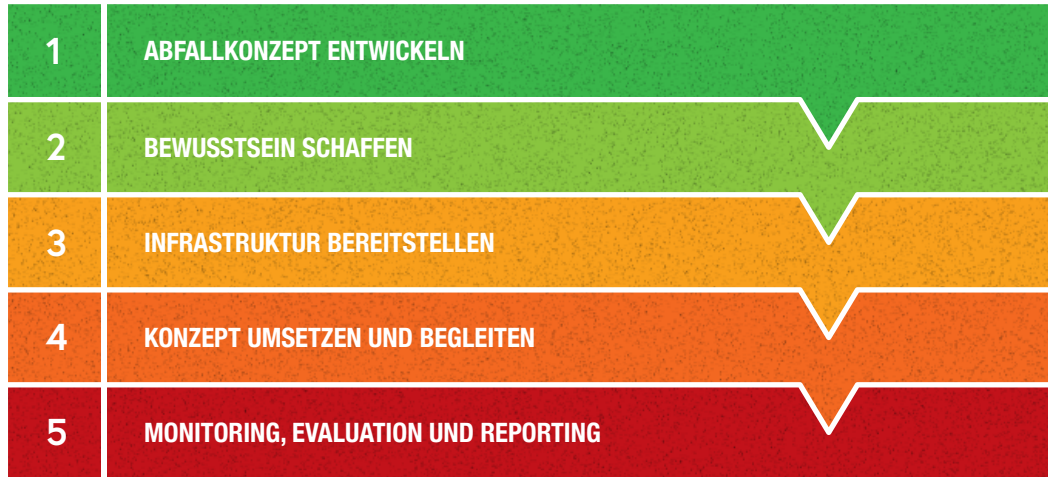 1 ABFALLKONZEPT ENTWICKELN
2 BEWUSSTSEIN SCHAFFEN
3 INFRASTRUKTUR BEREITSTELLEN
4 KONZEPT UMSETZEN UND BEGLEITEN
5 MONITORING, EVALUATION UND REPORTING